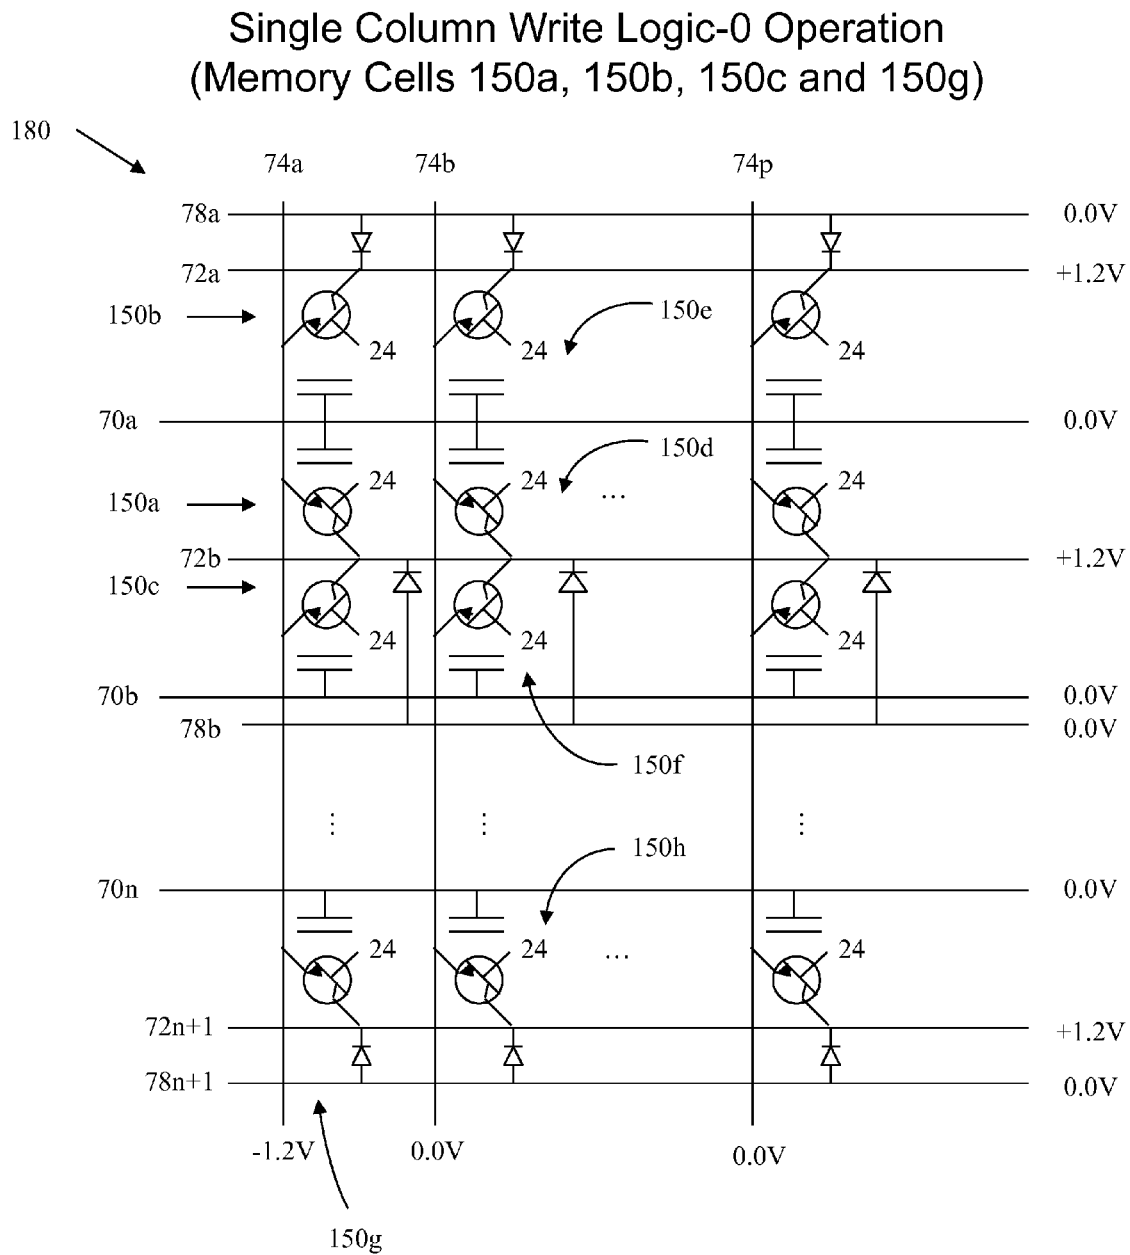 Single Column Write Logic-0 Operation
(Memory Cells 150a, 150b, 150c and 150g)
180
74a 74b 74p
78a 0.0V
72a +1.2V
150b 150e
24 24 24
70a 0.0V
150d
24 24 24
150a ...
72b +1.2V
150c
24 24 24
70b 0.0V
78b 0.0V
150f
... ... ...
150h
70n 0.0V
24 24 24
...
72n+1 +1.2V
78n+1 0.0V
-1.2V 0.0V 0.0V
150g